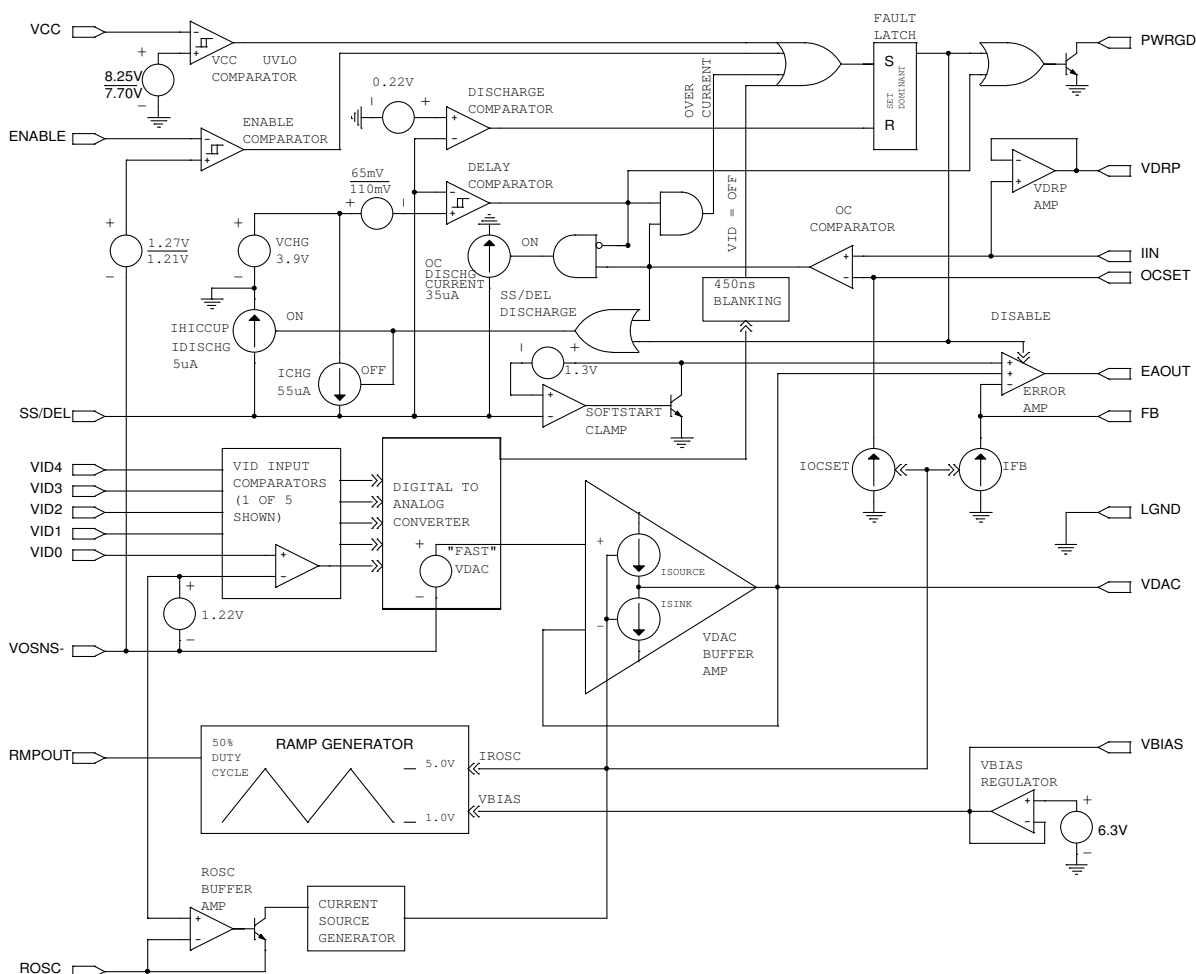 VCC
8.25V
7.70V
VCC UVLO
COMPARATOR
FAULT
LATCH
S
SET
DOMINANT
R
PWRGD
OVER
CURRENT
0.22V
DISCHARGE
COMPARATOR
ENABLE
ENABLE
COMPARATOR
65mV
110mV
DELAY
COMPARATOR
VID = OFF
VDRP
VDRP
AMP
OC
COMPARATOR
1.27V
1.21V
VCHG
3.9V
OC
DISCHG
CURRENT
35uA
ON
SS/DEL
DISCHARGE
IIN
OCSET
450ns
BLANKING
DISABLE
IHICCUP
IDISCHG
5uA
ON
ICHG
55uA
OFF
1.3V
SOFTSTART
CLAMP
ERROR
AMP
EAOUT
SS/DEL
FB
IOCSET
IFB
VID4
VID3
VID2
VID1
VID0
VID INPUT
COMPARATORS
(1 OF 5
SHOWN)
DIGITAL TO
ANALOG
CONVERTER
"FAST"
VDAC
ISOURCE
ISINK
VDAC
BUFFER
AMP
LGND
VDAC
1.22V
VOSNS-
RMPOUT
50%
DUTY
CYCLE
RAMP GENERATOR
5.0V
1.0V
IROSC
VBIAS
VBIAS
VBIAS
REGULATOR
6.3V
ROSC
BUFFER
AMP
CURRENT
SOURCE
GENERATOR
ROSC